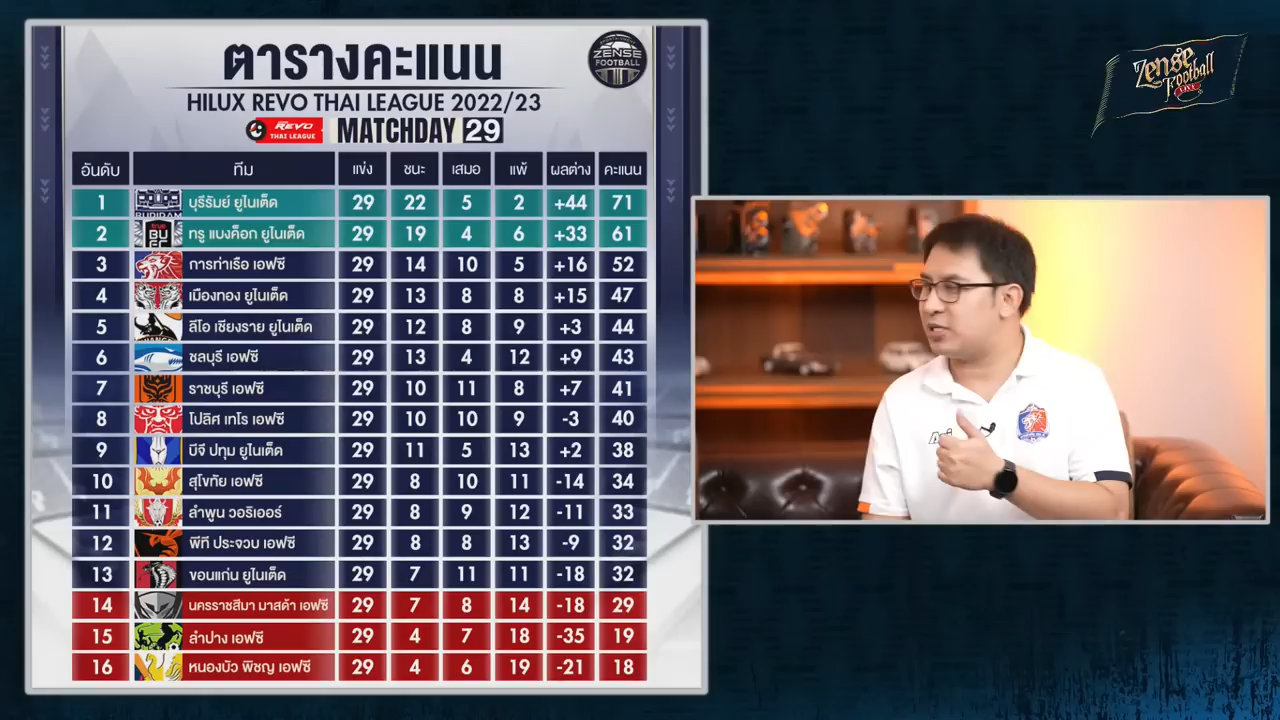 ตารางคะแนน
ZENSE
FOOTBALL
HILUX REVO THAI LEAGUE 2022/23
REVO
THAI LEAGUE
MATCHDAY 29
อันดับ ทีม แข่ง ชนะ เสมอ แพ้ ผลต่าง คะแนน
1 บุรีรัมย์ ยูไนเต็ด 29 22 5 2 +44 71
2 ทรู แบงค็อก ยูไนเต็ด 29 19 4 6 +33 61
3 การท่าเรือ เอฟซี 29 14 10 5 +16 52
4 เมืองทอง ยูไนเต็ด 29 13 8 8 +15 47
5 ลีโอ เชียงราย ยูไนเต็ด 29 12 8 9 +3 44
6 ชลบุรี เอฟซี 29 13 4 12 +9 43
7 ราชบุรี เอฟซี 29 10 11 8 +7 41
8 โปลิศ เทโร เอฟซี 29 10 10 9 -3 40
9 บีจี ปทุม ยูไนเต็ด 29 11 5 13 +2 38
10 สุโขทัย เอฟซี 29 8 10 11 -14 34
11 ลำพูน วอริเออร์ 29 8 9 12 -11 33
12 พีที ประจวบ เอฟซี 29 8 8 13 -9 32
13 ขอนแก่น ยูไนเต็ด 29 7 11 11 -18 32
14 นครราชสีมา มาสด้า เอฟซี 29 7 8 14 -18 29
15 ลำปาง เอฟซี 29 4 7 18 -35 19
16 หนองบัว พิชญ เอฟซี 29 4 6 19 -21 18
Zense
Football
LIVE